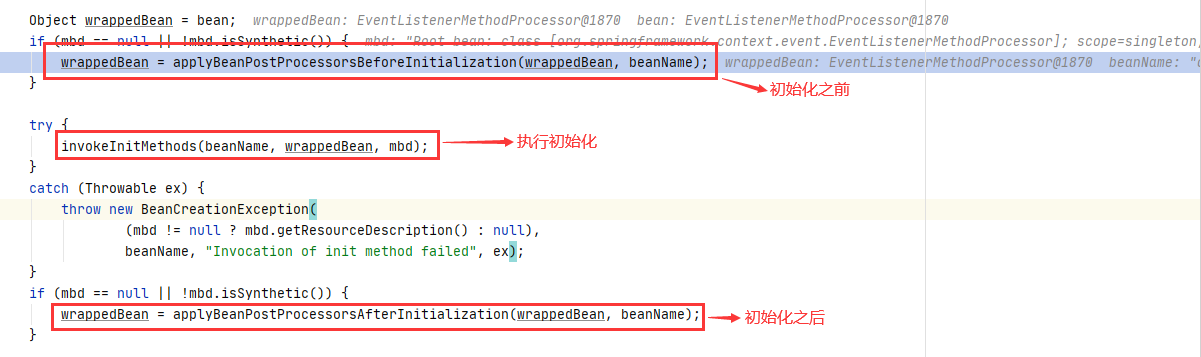 Object wrappedBean = bean;  wrappedBean: EventListenerMethodProcessor@1870  bean: EventListenerMethodProcessor@1870
if (mbd == null || !mbd.isSynthetic()) {  mbd: "Root bean: class [org.springframework.context.event.EventListenerMethodProcessor]; scope=singleton;
wrappedBean = applyBeanPostProcessorsBeforeInitialization(wrappedBean, beanName);  wrappedBean: EventListenerMethodProcessor@1870  beanName: "
}
初始化之前
try {
invokeInitMethods(beanName, wrappedBean, mbd);
执行初始化
}
catch (Throwable ex) {
throw new BeanCreationException(
(mbd != null ? mbd.getResourceDescription() : null),
beanName, "Invocation of init method failed", ex);
}
if (mbd == null || !mbd.isSynthetic()) {
wrappedBean = applyBeanPostProcessorsAfterInitialization(wrappedBean, beanName);
初始化之后
}